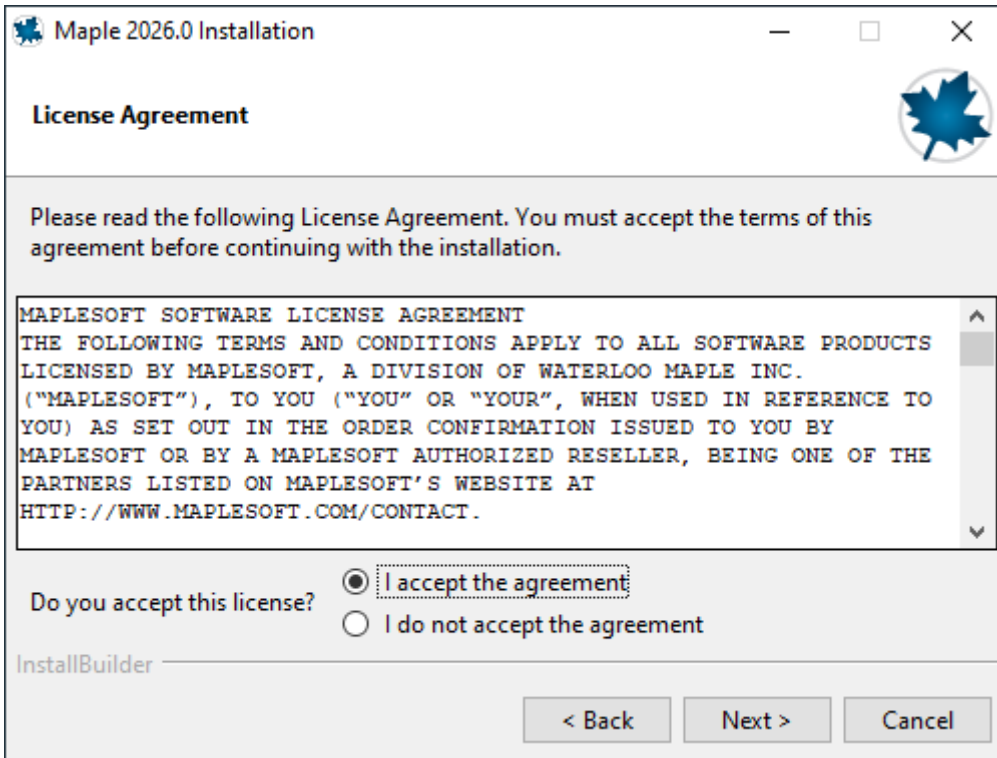 Maple 2026.0 Installation
License Agreement
Please read the following License Agreement. You must accept the terms of this
agreement before continuing with the installation.
MAPLESOFT SOFTWARE LICENSE AGREEMENT
THE FOLLOWING TERMS AND CONDITIONS APPLY TO ALL SOFTWARE PRODUCTS
LICENSED BY MAPLESOFT, A DIVISION OF WATERLOO MAPLE INC.
(“MAPLESOFT”), TO YOU (“YOU” OR “YOUR”, WHEN USED IN REFERENCE TO
YOU) AS SET OUT IN THE ORDER CONFIRMATION ISSUED TO YOU BY
MAPLESOFT OR BY A MAPLESOFT AUTHORIZED RESELLER, BEING ONE OF THE
PARTNERS LISTED ON MAPLESOFT’S WEBSITE AT
HTTP://WWW.MAPLESOFT.COM/CONTACT.
Do you accept this license?
I accept the agreement
I do not accept the agreement
InstallBuilder
< Back
Next >
Cancel